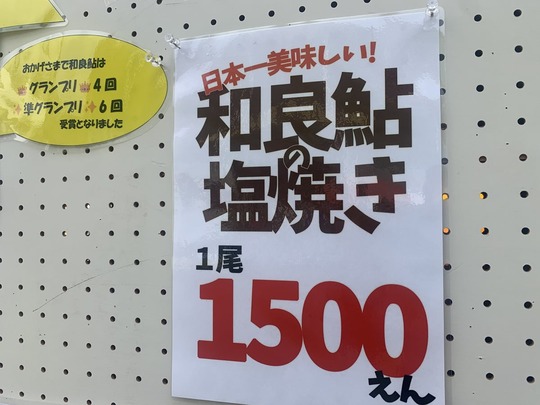 おかげさまで和良鮎は
グランプリ 4回
準グランプリ 6回
受賞となりました
日本一美味しい!
和良鮎
の
塩焼き
1尾
1500
えん